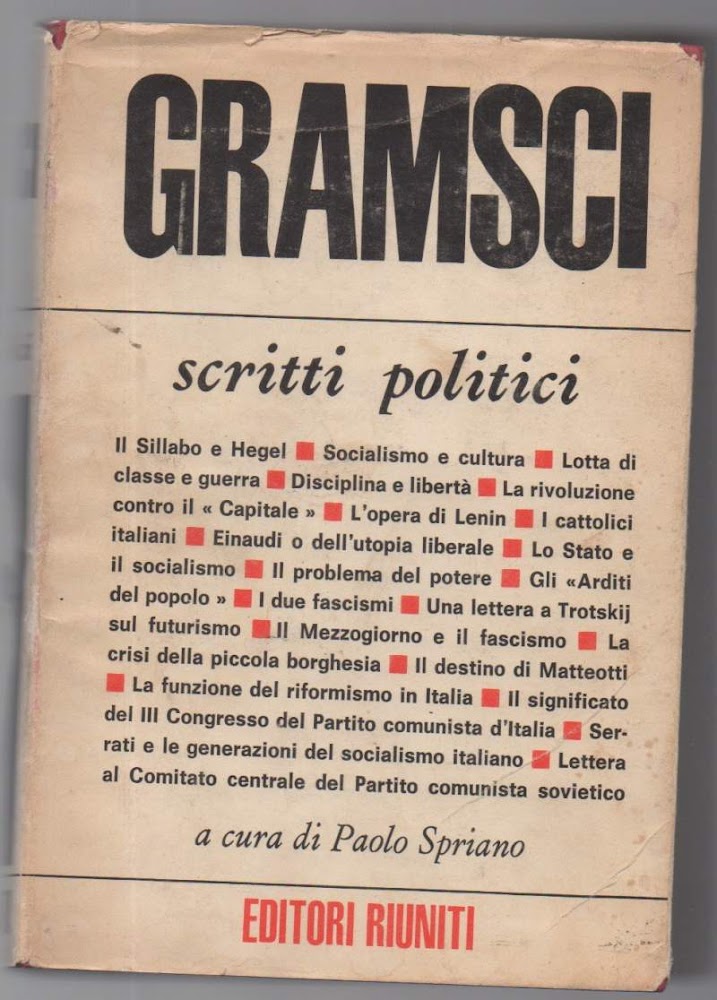 GRAMSCI
scritti politici
Il Sillabo e Hegel ■ Socialismo e cultura ■ Lotta di
classe e guerra ■ Disciplina e libertà ■ La rivoluzione
contro il « Capitale » ■ L'opera di Lenin ■ I cattolici
italiani ■ Einaudi o dell'utopia liberale ■ Lo Stato e
il socialismo ■ Il problema del potere ■ Gli «Arditi
del popolo » ■ I due fascismi ■ Una lettera a Trotskij
sul futurismo ■ Il Mezzogiorno e il fascismo ■ La
crisi della piccola borghesia ■ Il destino di Matteotti
■ La funzione del riformismo in Italia ■ Il significato
del III Congresso del Partito comunista d'Italia ■ Ser-
rati e le generazioni del socialismo italiano ■ Lettera
al Comitato centrale del Partito comunista sovietico
a cura di Paolo Spriano
EDITORI RIUNITI